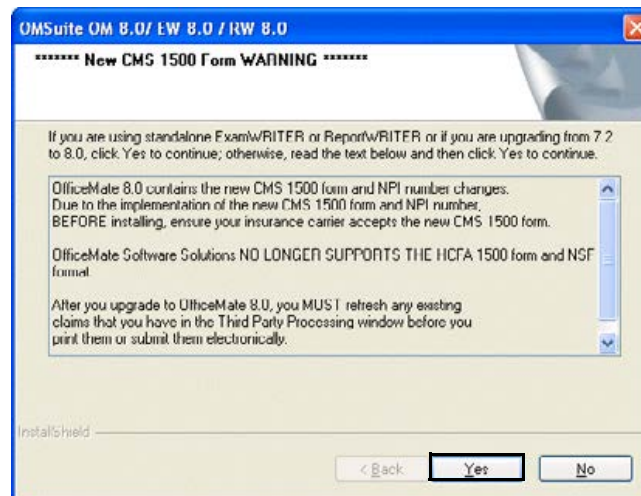 OMSuite OM 8.0/ EW 8.0 / RW 8.0
******* New CMS 1500 Form WARNING *******
If you are using standalone ExamWRITER or ReportWRITER or if you are upgrading from 7.2
to 8.0, click Yes to continue; otherwise, read the text below and then click Yes to continue.
OfficeMate 8.0 contains the new CMS 1500 form and NPI number changes.
Due to the implementation of the new CMS 1500 form and NPI number,
BEFORE installing, ensure your insurance carrier accepts the new CMS 1500 form.
OfficeMate Software Solutions NO LONGER SUPPORTS THE HCFA 1500 form and NSF
format.
After you upgrade to OfficeMate 8.0, you MUST refresh any existing
claims that you have in the Third Party Processing window before you
print them or submit them electronically.
InstallShield
< Back Yes No